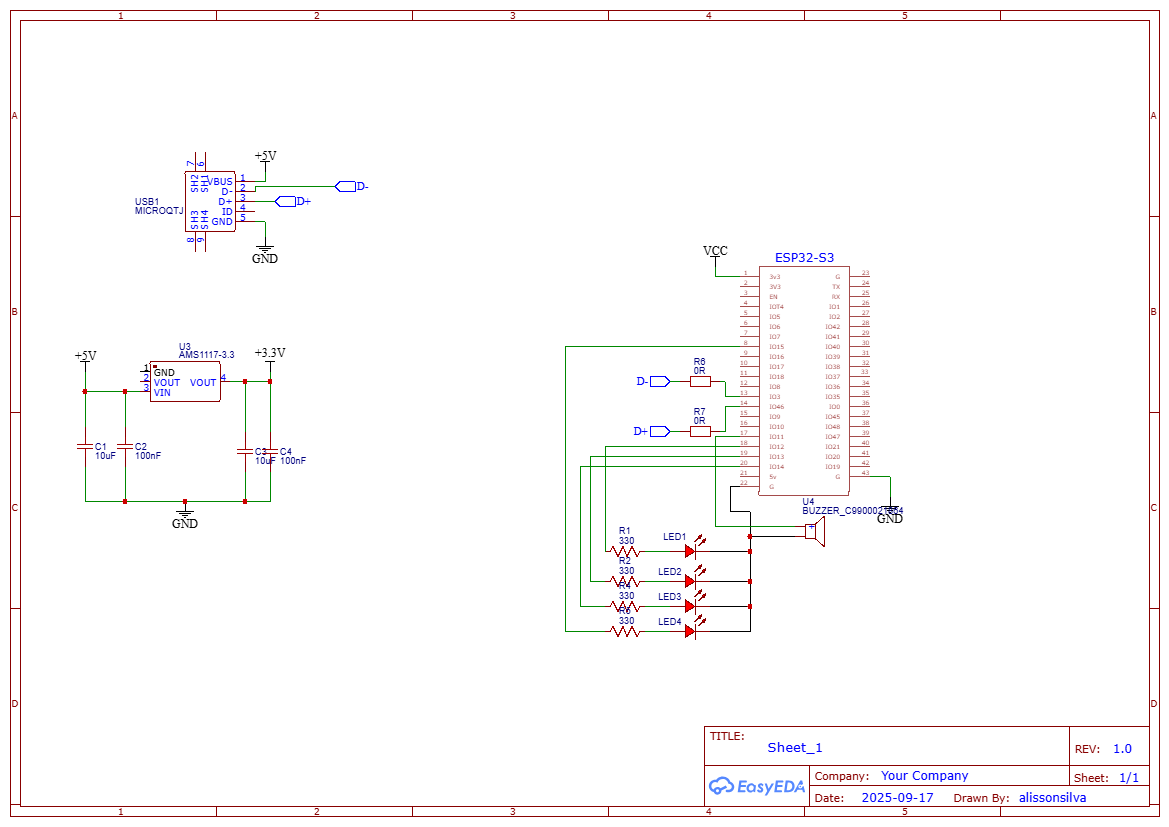 1 2 3 4 5
A A
B B
C C
D D
1 2 3 4 5
+5V
7 6
SH2 SH1
VBUS 1
D- 2
D+ 3
ID 4
GND 5
SH3 SH4
8 9
USB1
MICROQTJ
D-
D+
GND
+5V
U3
AMS1117-3.3
+3.3V
1 GND
2 VOUT VOUT 4
3 VIN
C1
10uF
C2
100nF
C3
10uF
C4
100nF
GND
VCC
ESP32-S3
1 3v3 G 23
2 3V3 TX 24
3 EN RX 25
4 IOT4 IO1 26
5 IO5 IO2 27
6 IO6 IO42 28
7 IO7 IO41 29
8 IO15 IO40 30
9 IO16 IO39 31
10 IO17 IO38 32
11 IO18 IO37 33
12 IO8 IO36 34
13 IO3 IO35 35
14 IO46 IO0 36
15 IO9 IO45 37
16 IO10 IO48 38
17 IO11 IO47 39
18 IO12 IO21 40
19 IO13 IO20 41
20 IO14 IO19 42
21 5v G 43
22 G
R6
0R
D-
R7
0R
D+
U4
GND
R1
330
LED1
R2
330
LED2
R4
330
LED3
330
LED4
+
TITLE:
Sheet_1
REV: 1.0
EasyEDA
Company: Your Company
Sheet: 1/1
Date: 2025-09-17 Drawn By: alissonsilva